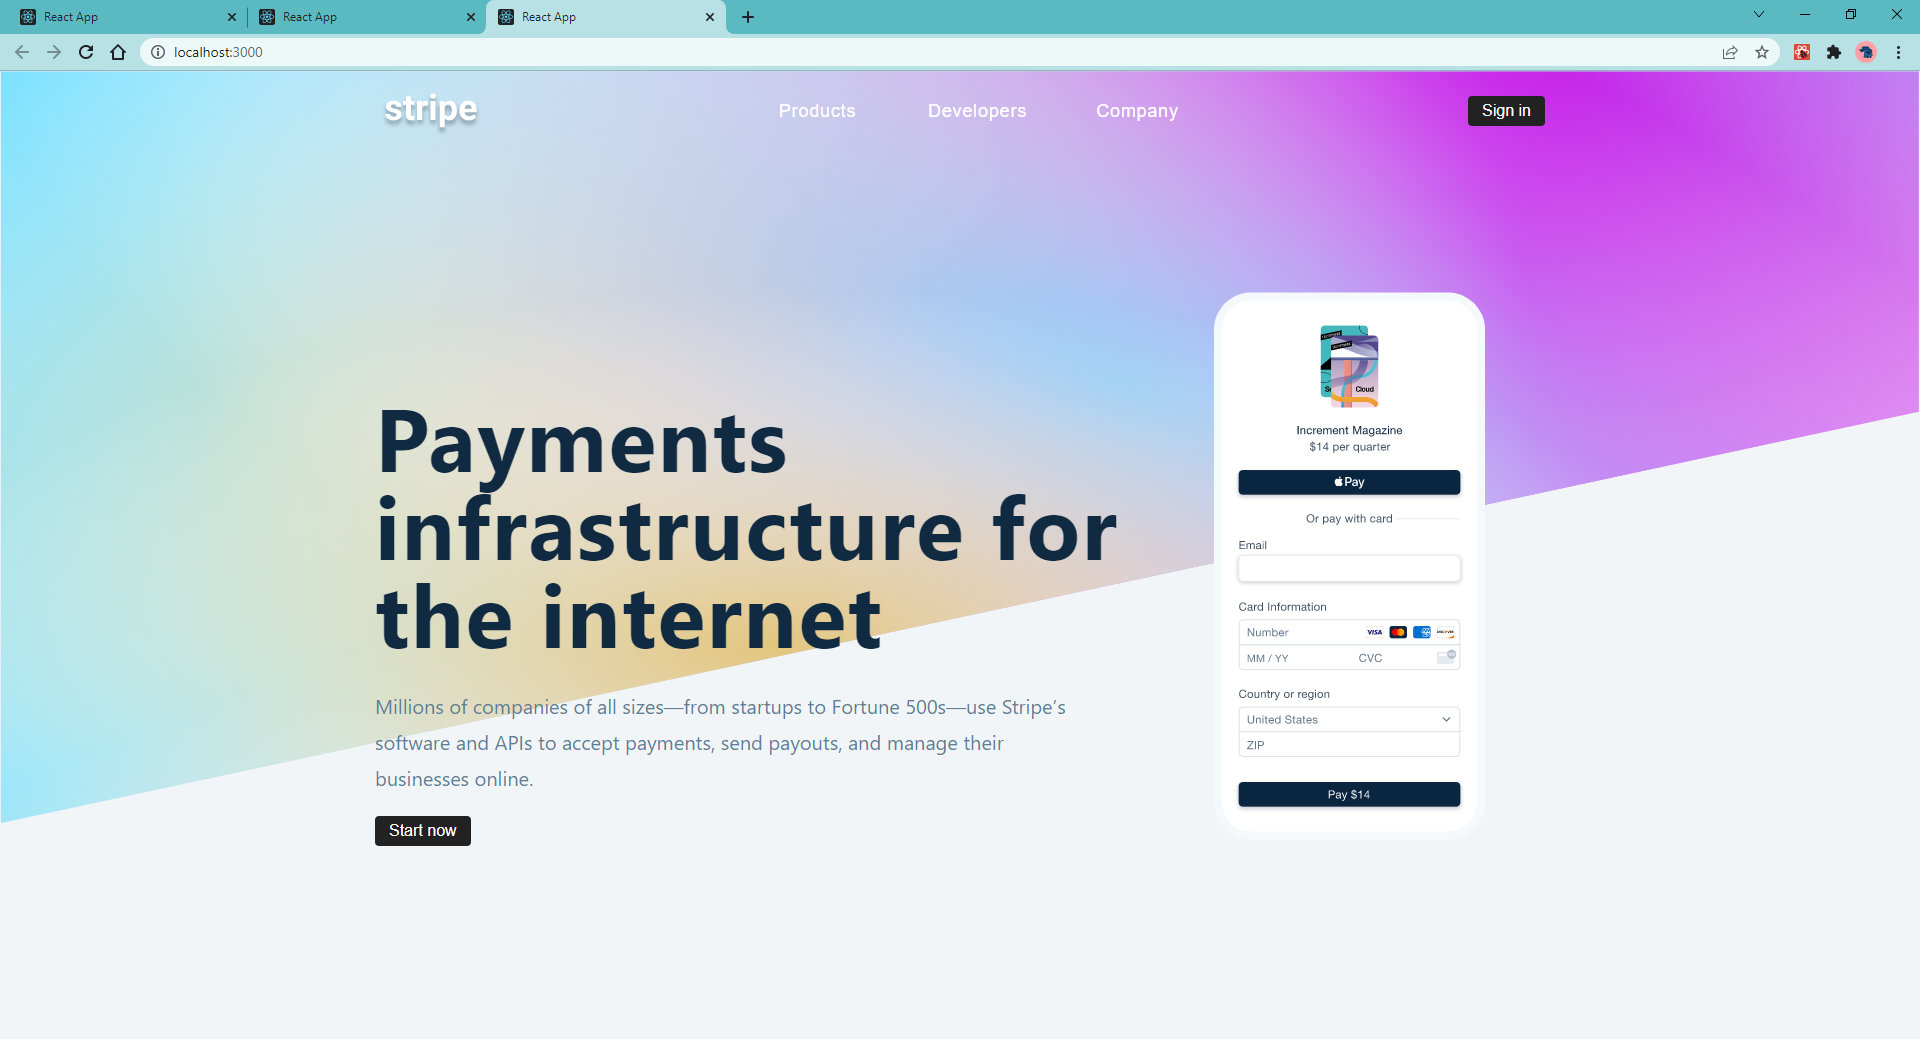 React App
React App
React App
localhost:3000
stripe
Products
Developers
Company
Sign in
Payments
infrastructure for
the internet
Millions of companies of all sizes—from startups to Fortune 500s—use Stripe’s
software and APIs to accept payments, send payouts, and manage their
businesses online.
Start now
Cloud
Increment Magazine
$14 per quarter
Pay
Or pay with card
Email
Card Information
Number
VISA
DISCOVER
MM / YY
CVC
Country or region
United States
ZIP
Pay $14